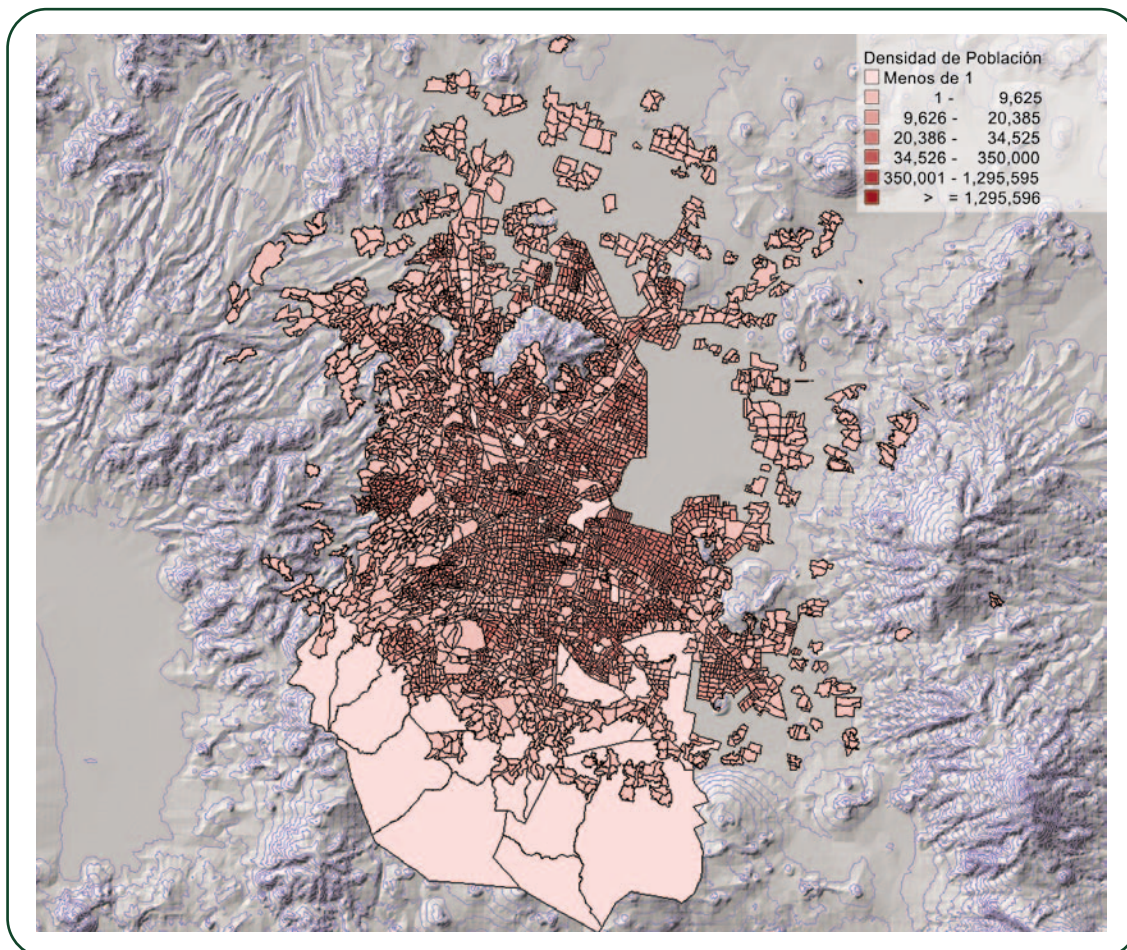 Densidad de Población
Menos de 1
1 - 9,625
9,626 - 20,385
20,386 - 34,525
34,526 - 350,000
350,001 - 1,295,595
> = 1,295,596